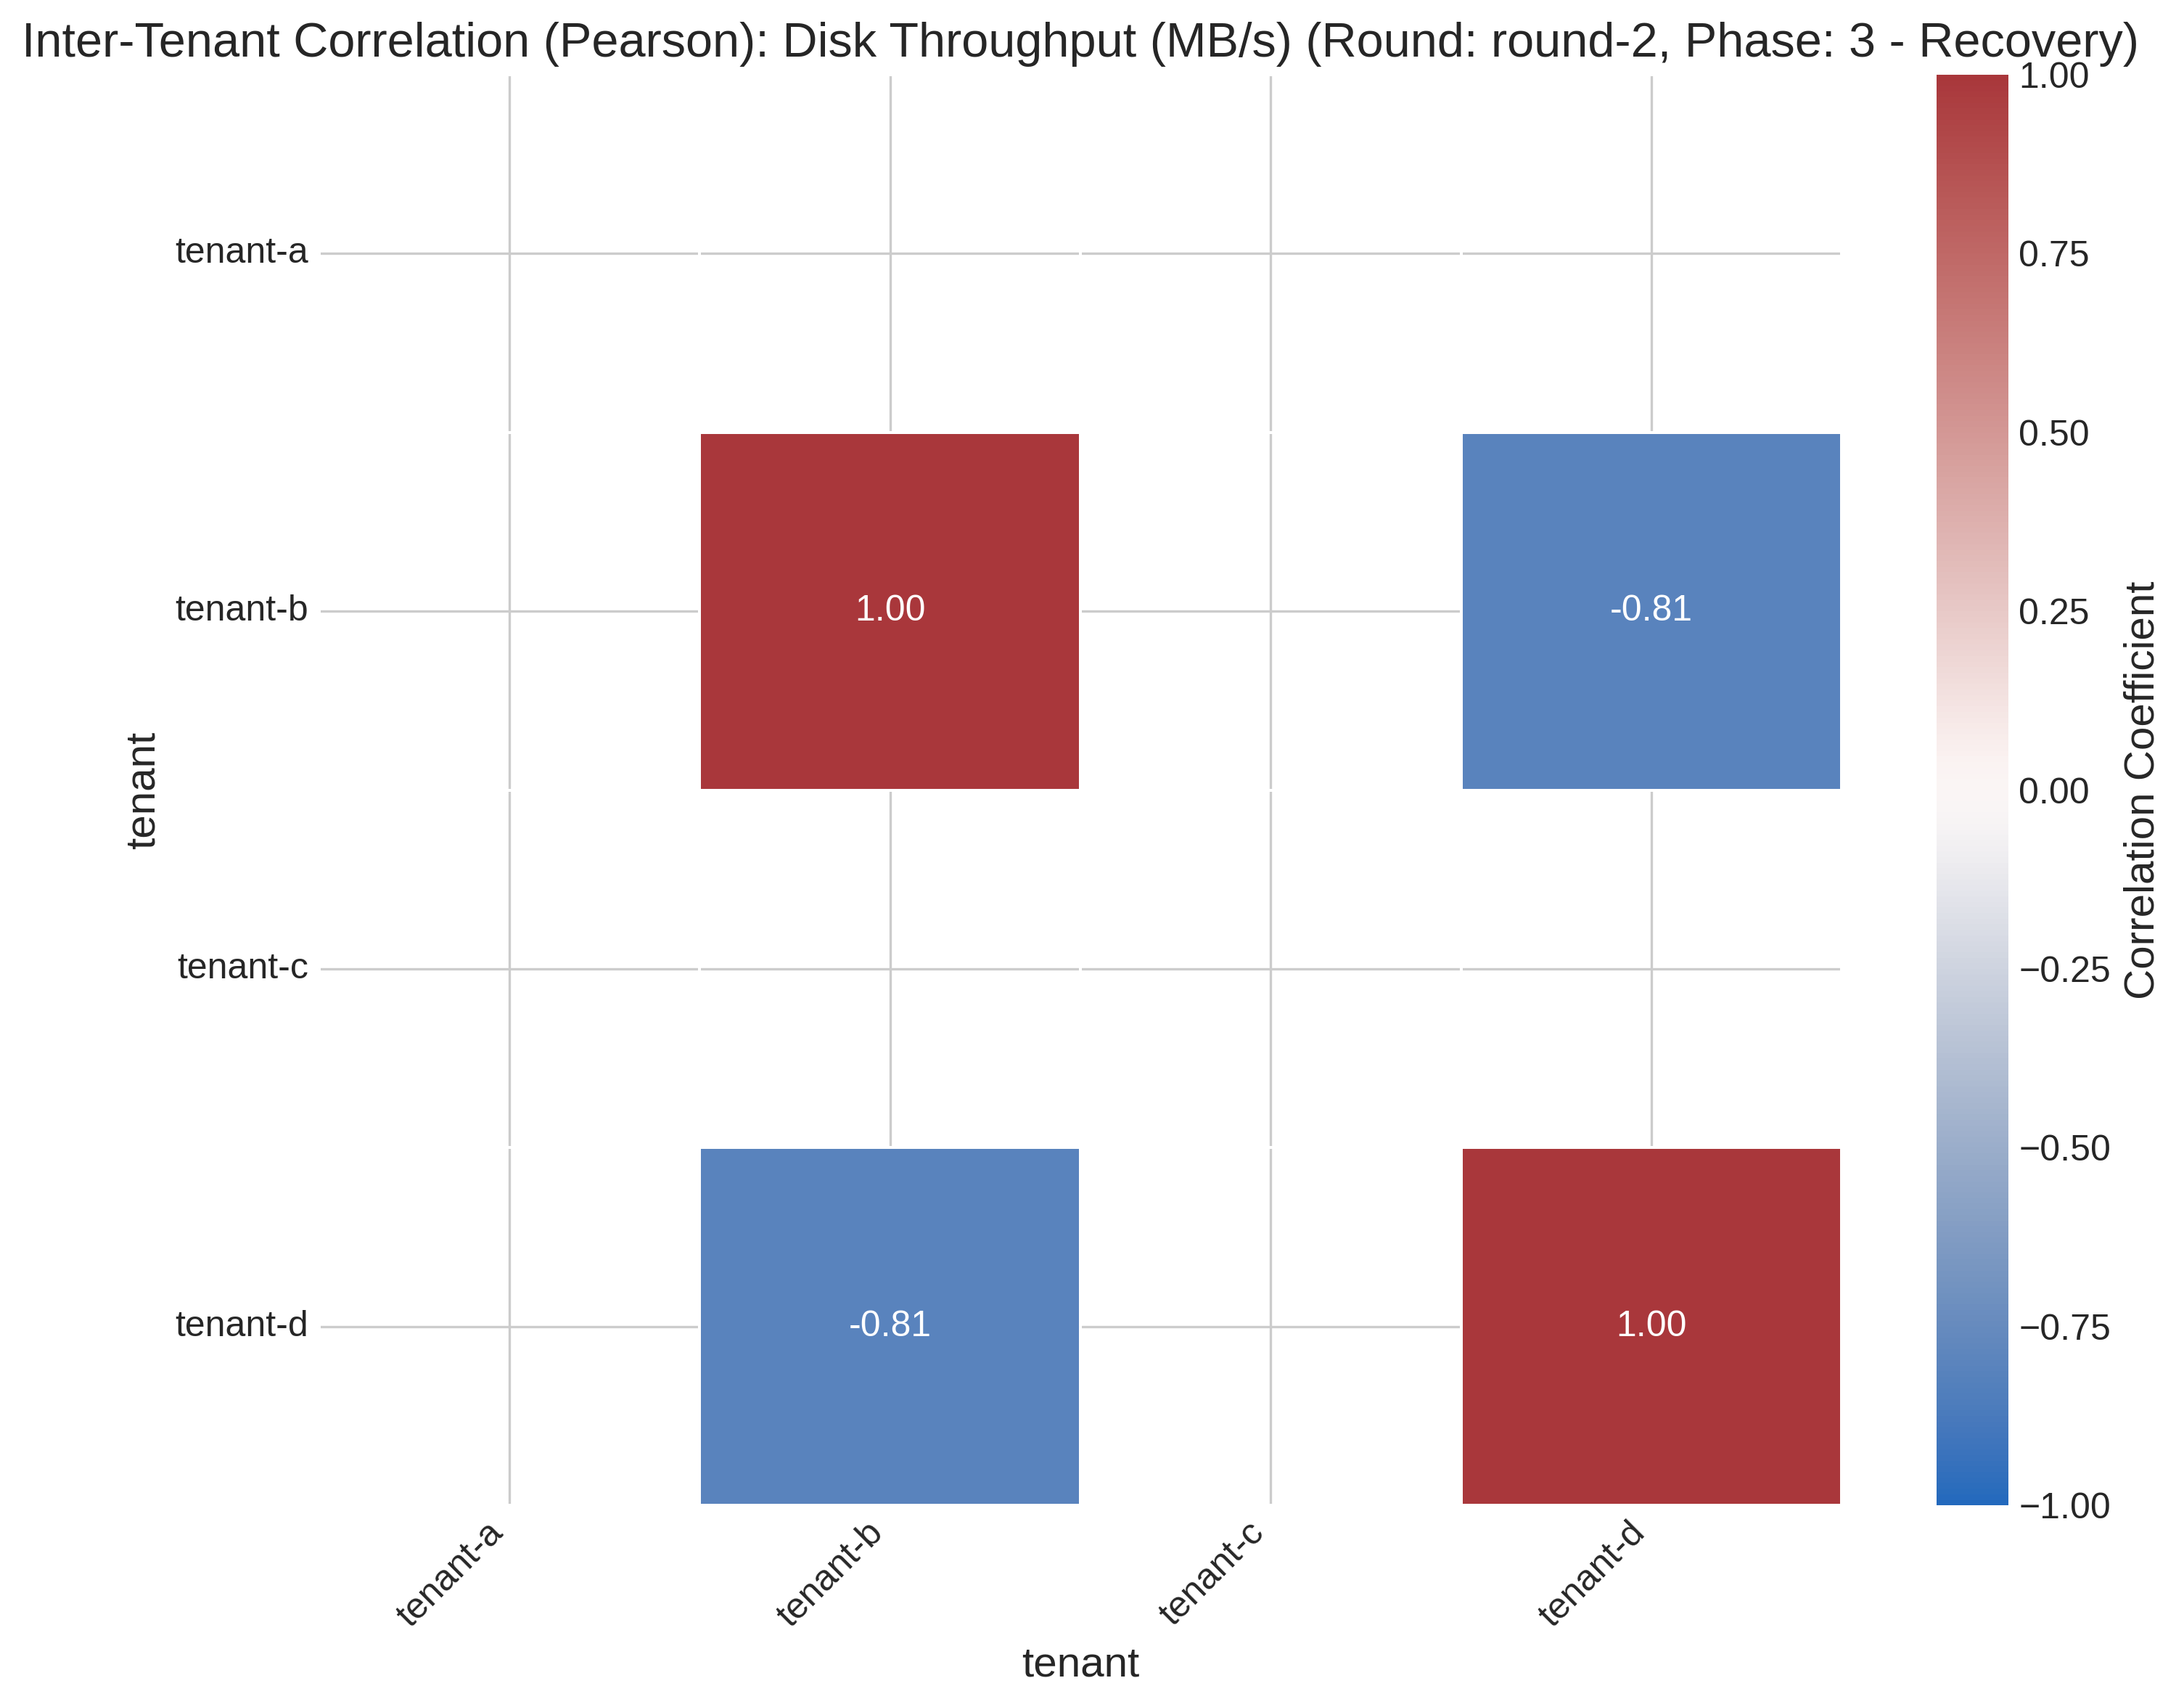 Inter-Tenant Correlation (Pearson): Disk Throughput (MB/s) (Round: round-2, Phase: 3 - Recovery)
tenant
tenant-a
tenant-b
tenant-c
tenant-d
1.00
-0.81
-0.81
1.00
tenant-a
tenant-b
tenant-c
tenant-d
tenant
1.00
0.75
0.50
0.25
0.00
−0.25
−0.50
−0.75
−1.00
Correlation Coefficient